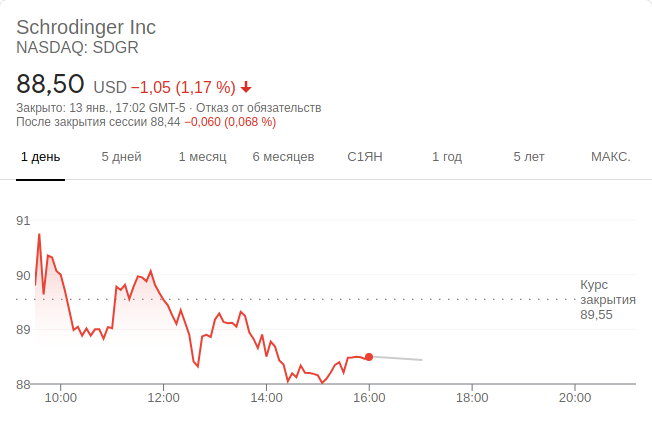 Schrodinger Inc
NASDAQ: SDGR
88,50 USD −1,05 (1,17 %)
Закрыто: 13 янв., 17:02 GMT-5 · Отказ от обязательств
После закрытия сессии 88,44 −0,060 (0,068 %)
1 день 5 дней 1 месяц 6 месяцев С1ЯН 1 год 5 лет МАКС.
91
90
Курс
закрытия
89,55
89
88
10:00 12:00 14:00 16:00 18:00 20:00